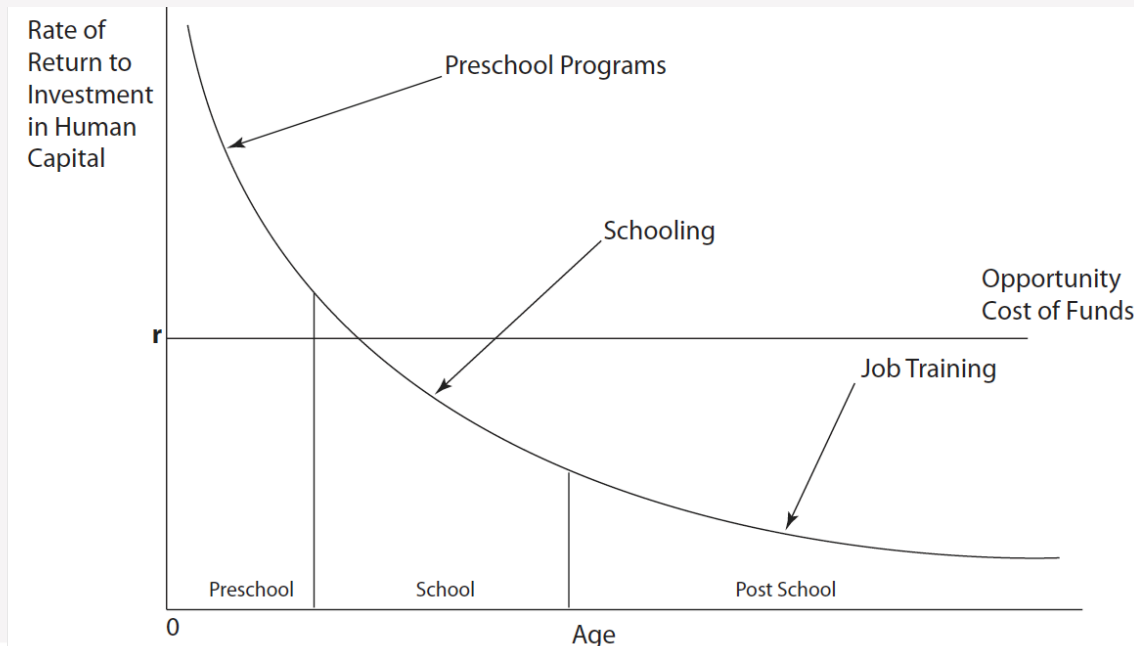 Rate of
Return to
Investment
in Human
Capital
Preschool Programs
Schooling
Opportunity
Cost of Funds
r
Job Training
Preschool
School
Post School
0
Age